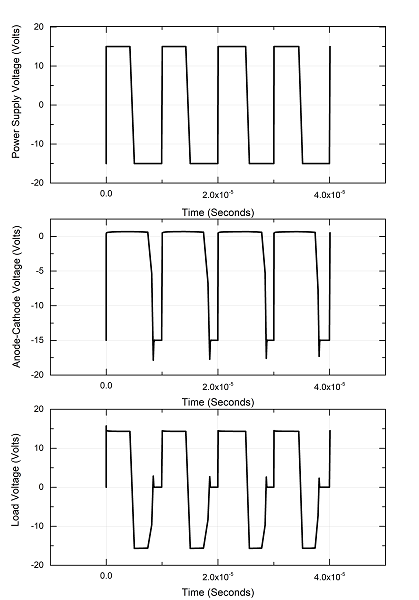 Power Supply Voltage (Volts)
20
10
0
-10
-20
0.0
2.0x10⁻⁵
4.0x10⁻⁵
Time (Seconds)
Anode-Cathode Voltage (Volts)
0
-5
-10
-15
-20
0.0
2.0x10⁻⁵
4.0x10⁻⁵
Time (Seconds)
Load Voltage (Volts)
20
10
0
-10
-20
0.0
2.0x10⁻⁵
4.0x10⁻⁵
Time (Seconds)